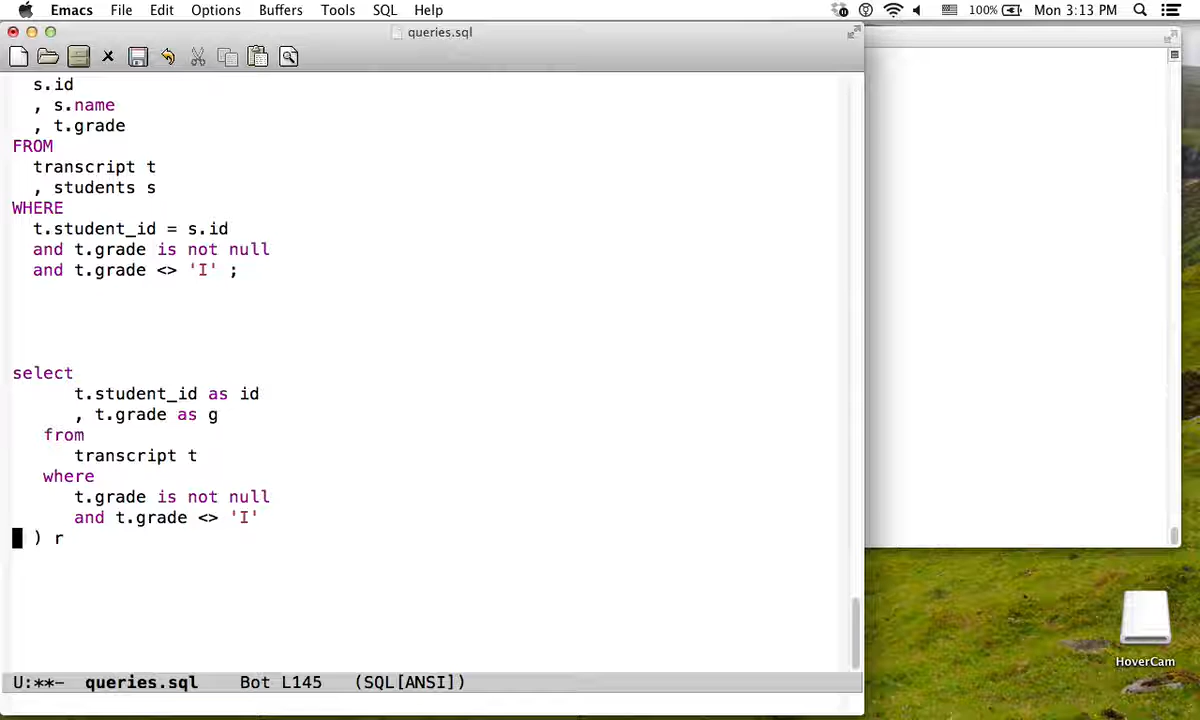 Emacs File Edit Options Buffers Tools SQL Help 100% Mon 3:13 PM
queries.sql
s.id
, s.name
, t.grade
FROM
transcript t
, students s
WHERE
t.student_id = s.id
and t.grade is not null
and t.grade <> 'I' ;
select
t.student_id as id
, t.grade as g
from
transcript t
where
t.grade is not null
and t.grade <> 'I'
) r
HoverCam
U:**- queries.sql Bot L145 (SQL[ANSI])